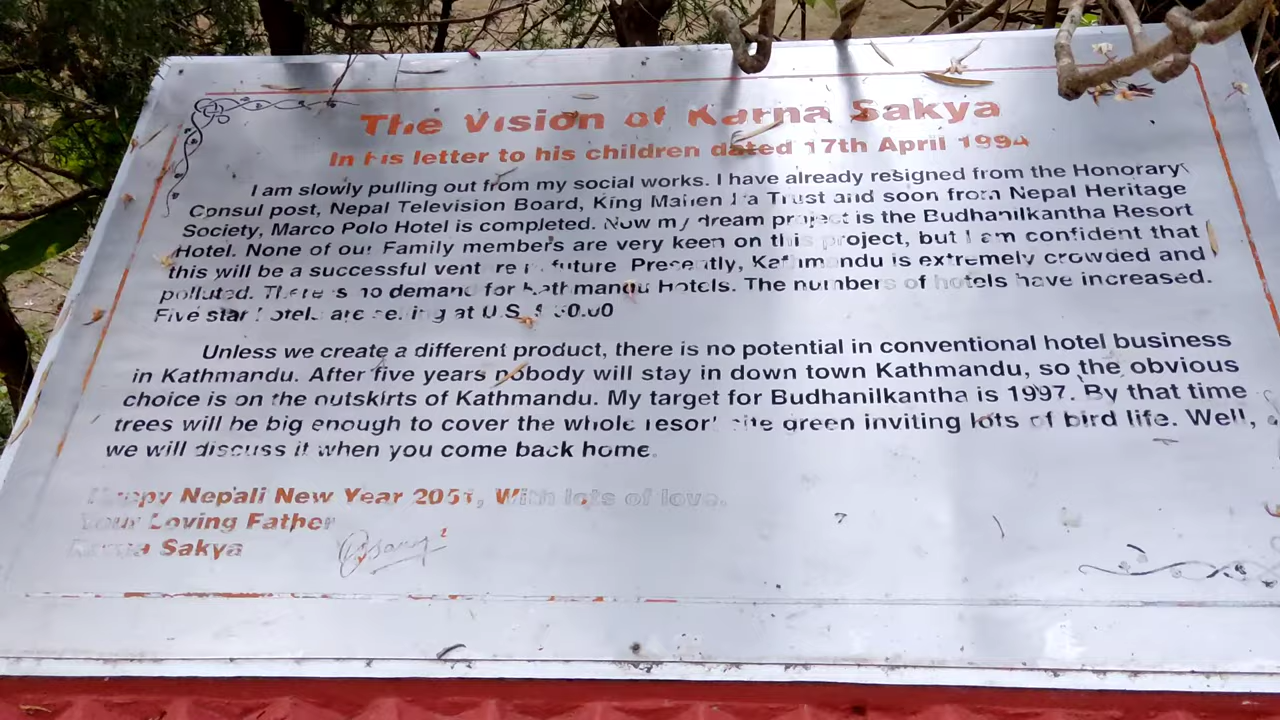 The Vision of Karna Sakya
In his letter to his children dated 17th April 1994
I am slowly pulling out from my social works. I have already resigned from the Honorary
Consul post, Nepal Television Board, King Mahendra Trust and soon from Nepal Heritage
Society, Marco Polo Hotel is completed. Now my dream project is the Budhanilkantha Resort
Hotel. None of our Family members are very keen on this project, but I am confident that
this will be a successful venture in future. Presently, Kathmandu is extremely crowded and
polluted. There is no demand for Kathmandu Hotels. The numbers of hotels have increased.
Five star hotels are selling at U.S. $
Unless we create a different product, there is no potential in conventional hotel business
in Kathmandu. After five years nobody will stay in down town Kathmandu, so the obvious
choice is on the outskirts of Kathmandu. My target for Budhanilkantha is 1997. By that time
trees will be big enough to cover the whole resort site green inviting lots of bird life. Well,
we will discuss it when you come back home.
Happy Nepali New Year 2051, With lots of love.
Your Loving Father
Karna Sakya